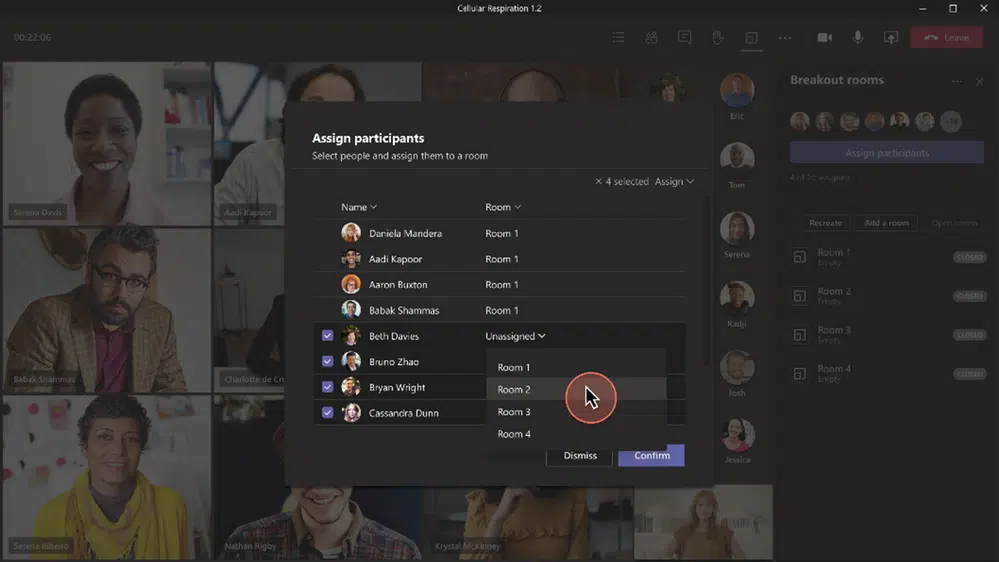 Cellular Respiration 1.2
00:22:06
Leave
Serena Davis
Aadi Kapoor
Babak Shammas
Charlotte de Cr
Serena Ribeiro
Nathan Rigby
Krystal McKinney
Assign participants
Select people and assign them to a room
× 4 selected Assign
Name Room
Daniela Mandera Room 1
Aadi Kapoor Room 1
Aaron Buxton Room 1
Babak Shammas Room 1
Beth Davies Unassigned
Bruno Zhao
Bryan Wright
Cassandra Dunn
Room 1
Room 2
Room 3
Room 4
Dismiss Confirm
Eric
Tom
Serena
Kadji
Josh
Jessica
Breakout rooms
Assign participants
4 of 20 assigned
Recreate Add a room Open rooms
Room 1 CLOSED
Empty
Room 2 CLOSED
Empty
Room 3 CLOSED
Empty
Room 4 CLOSED
Empty